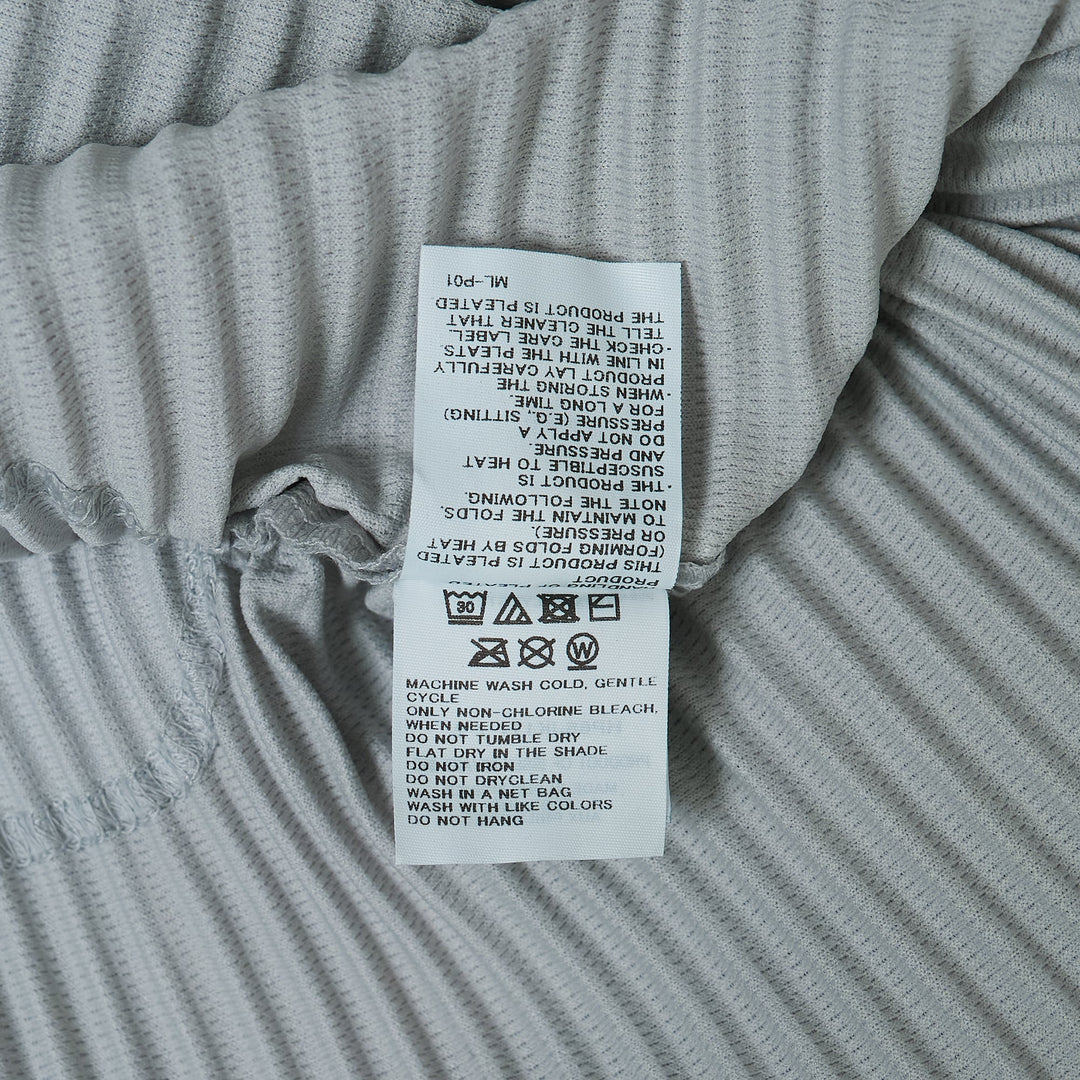 HANDLING OF PLEATED
PRODUCT
THIS PRODUCT IS PLEATED
(FORMING FOLDS BY HEAT
OR PRESSURE).
TO MAINTAIN THE FOLDS.
NOTE THE FOLLOWING.
· THE PRODUCT IS
SUSCEPTIBLE TO HEAT
AND PRESSURE.
DO NOT APPLY A
PRESSURE (E.G., SITTING)
FOR A LONG TIME.
· WHEN STORING THE
PRODUCT LAY CAREFULLY
IN LINE WITH THE PLEATS.
· CHECK THE CARE LABEL.
TELL THE CLEANER THAT
THE PRODUCT IS PLEATED
ML-P01
30
W
MACHINE WASH COLD, GENTLE
CYCLE
ONLY NON-CHLORINE BLEACH,
WHEN NEEDED
DO NOT TUMBLE DRY
FLAT DRY IN THE SHADE
DO NOT IRON
DO NOT DRYCLEAN
WASH IN A NET BAG
WASH WITH LIKE COLORS
DO NOT HANG